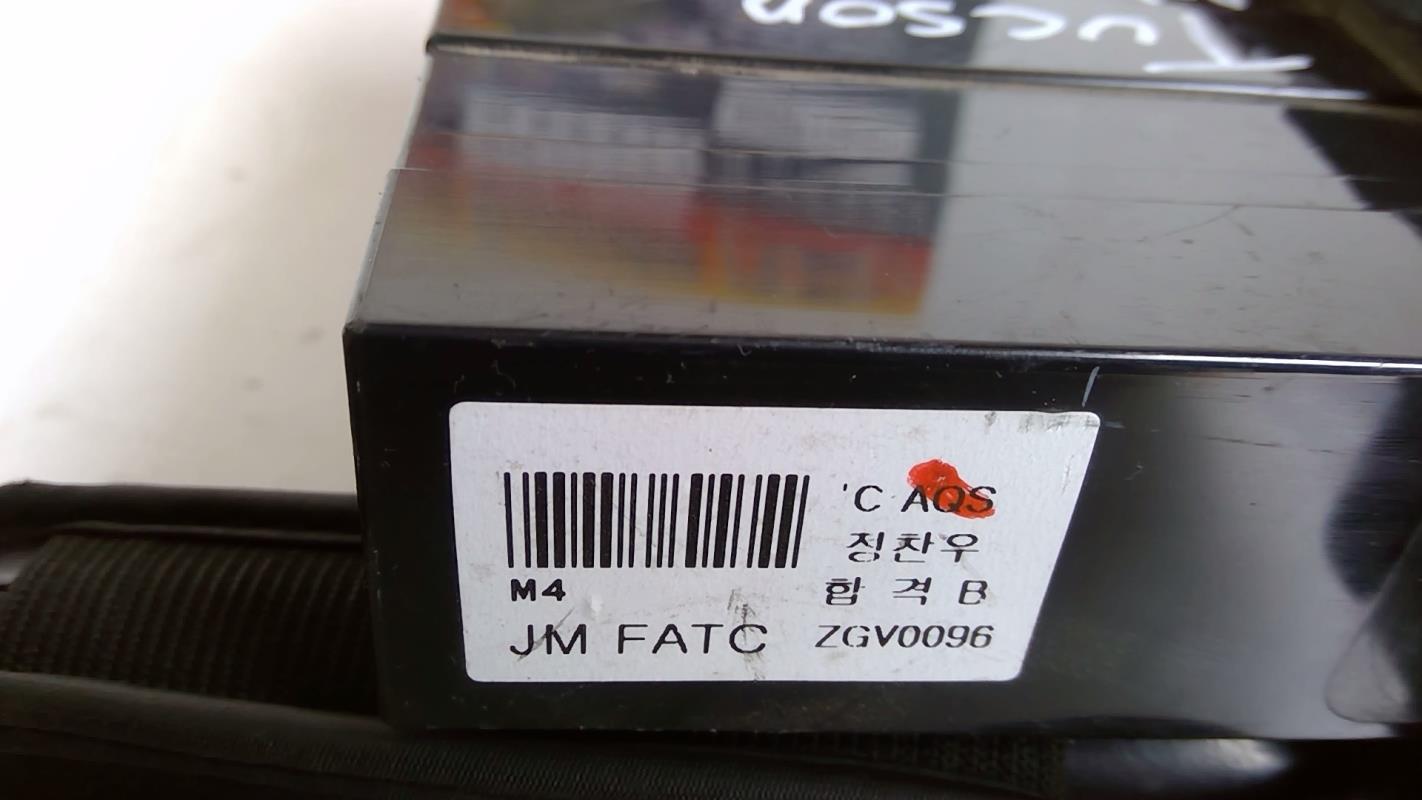 Tucson
'C AQS
정찬우
합 격 B
M4
JM FATC ZGV0096